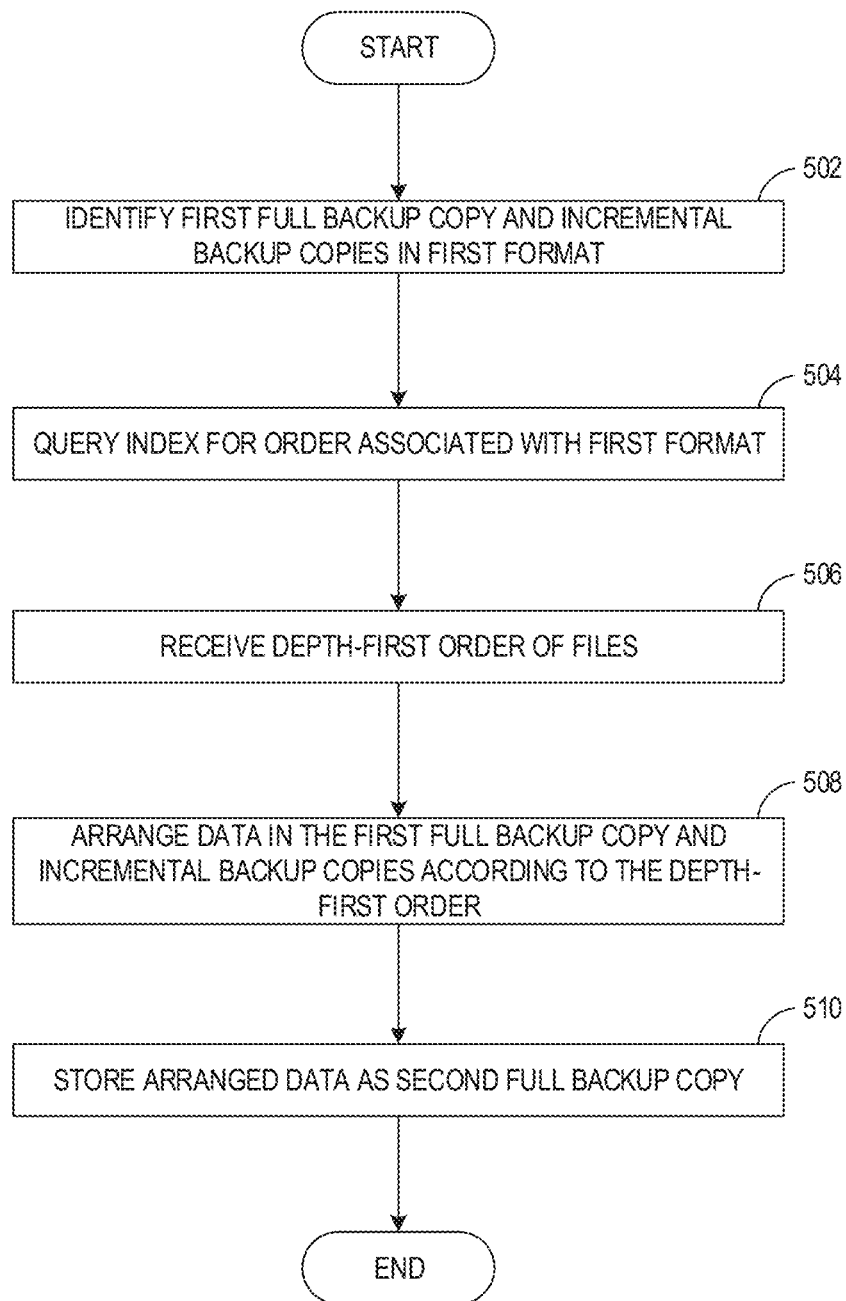 START
502
IDENTIFY FIRST FULL BACKUP COPY AND INCREMENTAL
BACKUP COPIES IN FIRST FORMAT
504
QUERY INDEX FOR ORDER ASSOCIATED WITH FIRST FORMAT
506
RECEIVE DEPTH-FIRST ORDER OF FILES
508
ARRANGE DATA IN THE FIRST FULL BACKUP COPY AND
INCREMENTAL BACKUP COPIES ACCORDING TO THE DEPTH-
FIRST ORDER
510
STORE ARRANGED DATA AS SECOND FULL BACKUP COPY
END